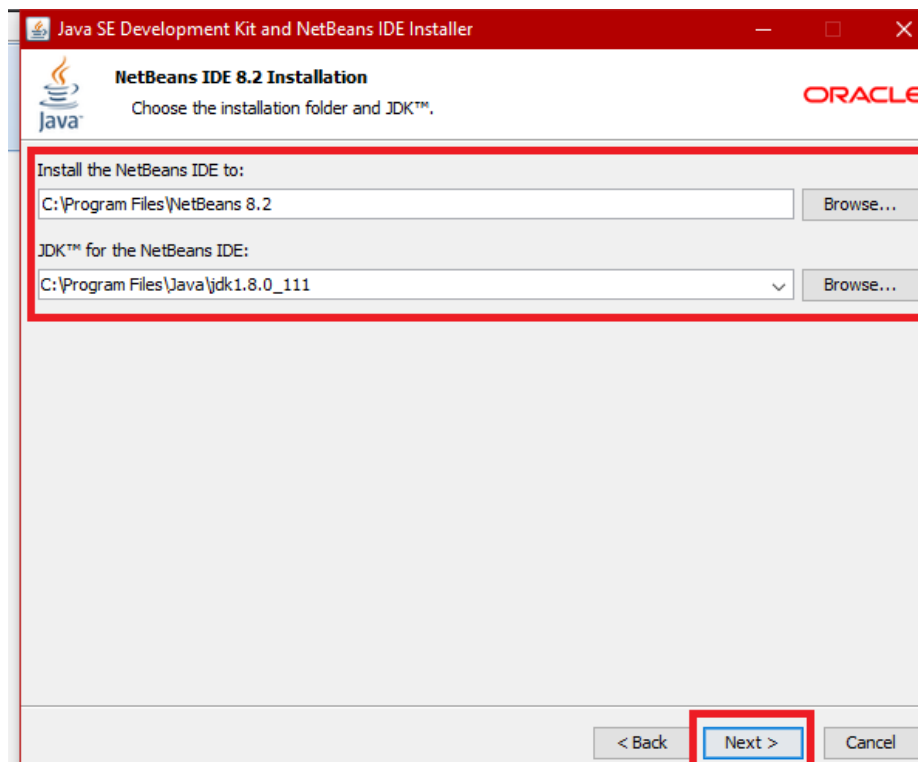 Java SE Development Kit and NetBeans IDE Installer
Java
NetBeans IDE 8.2 Installation
Choose the installation folder and JDK™.
ORACLE
Install the NetBeans IDE to:
C:\Program Files\NetBeans 8.2 Browse...
JDK™ for the NetBeans IDE:
C:\Program Files\Java\jdk1.8.0_111 Browse...
< Back Next > Cancel